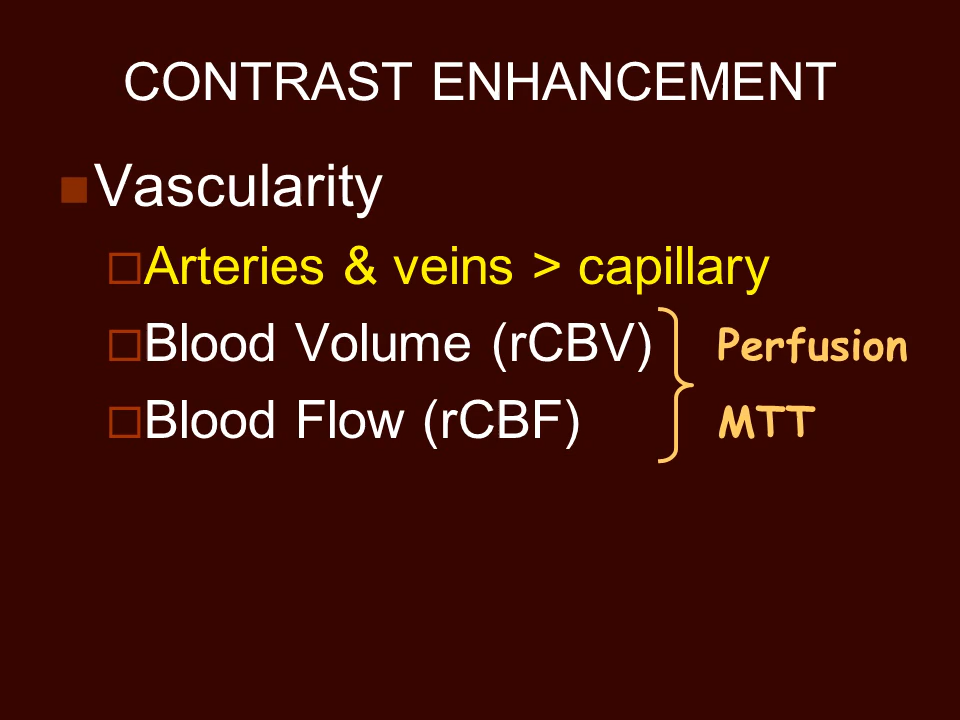 CONTRAST ENHANCEMENT
Vascularity
Arteries & veins > capillary
Blood Volume (rCBV)
Perfusion
Blood Flow (rCBF)
MTT